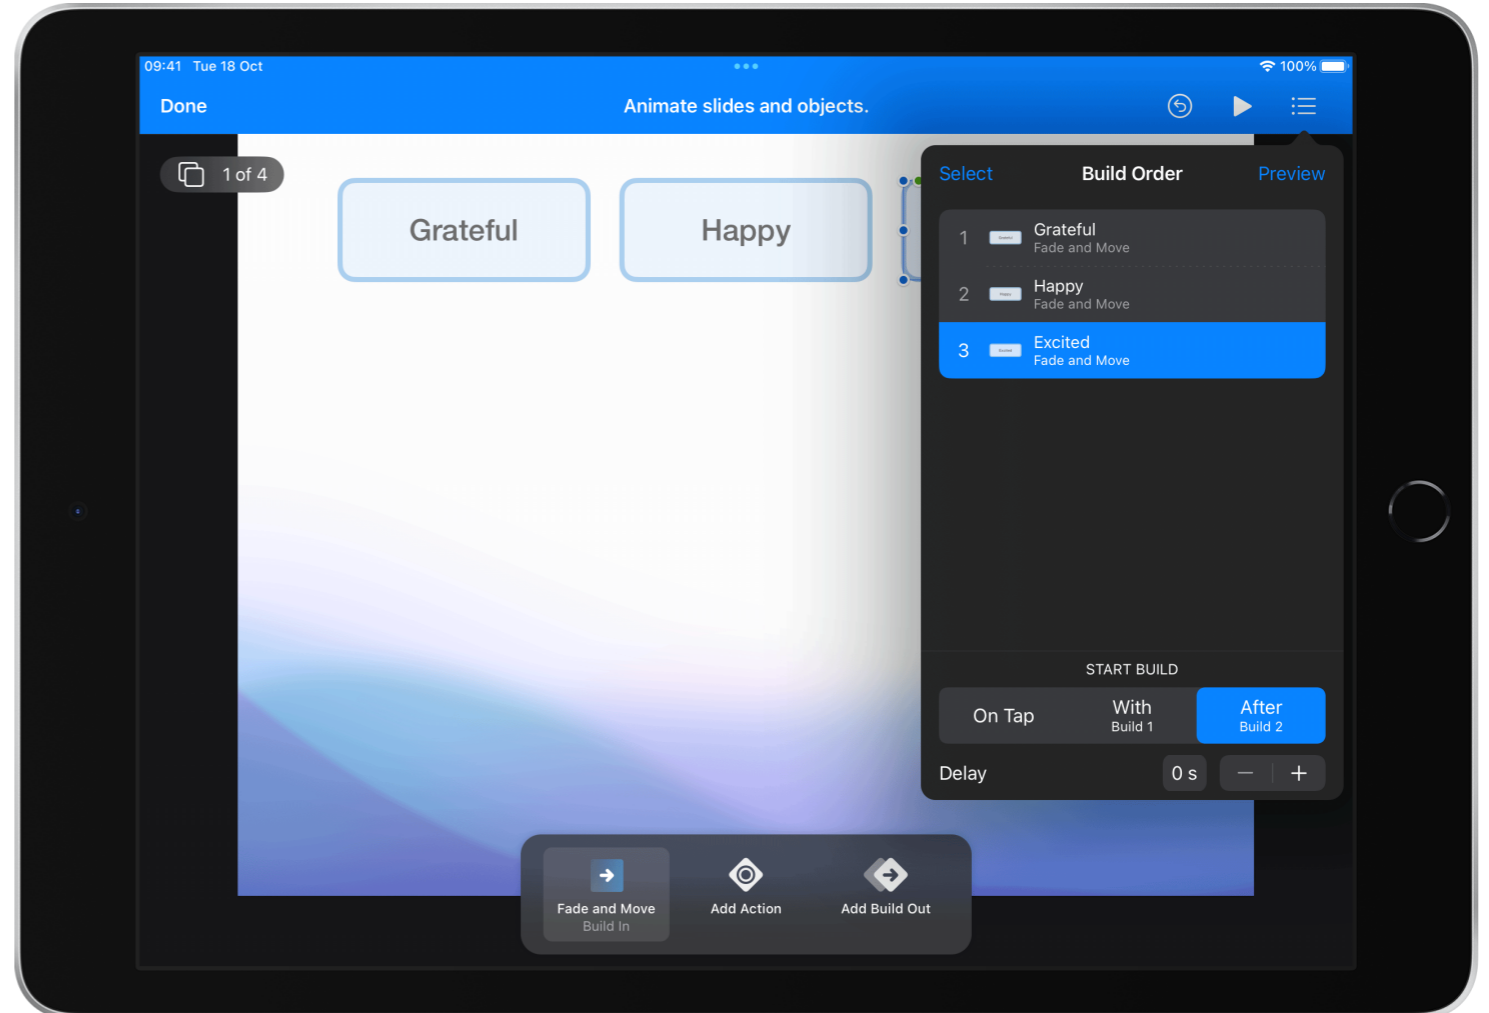 09:41 Tue 18 Oct
100%
Done
Animate slides and objects.
1 of 4
Grateful
Happy
Select
Build Order
Preview
1
Grateful
Fade and Move
2
Happy
Fade and Move
3
Excited
Fade and Move
START BUILD
On Tap
With
Build 1
After
Build 2
Delay
0 s
Fade and Move
Build In
Add Action
Add Build Out